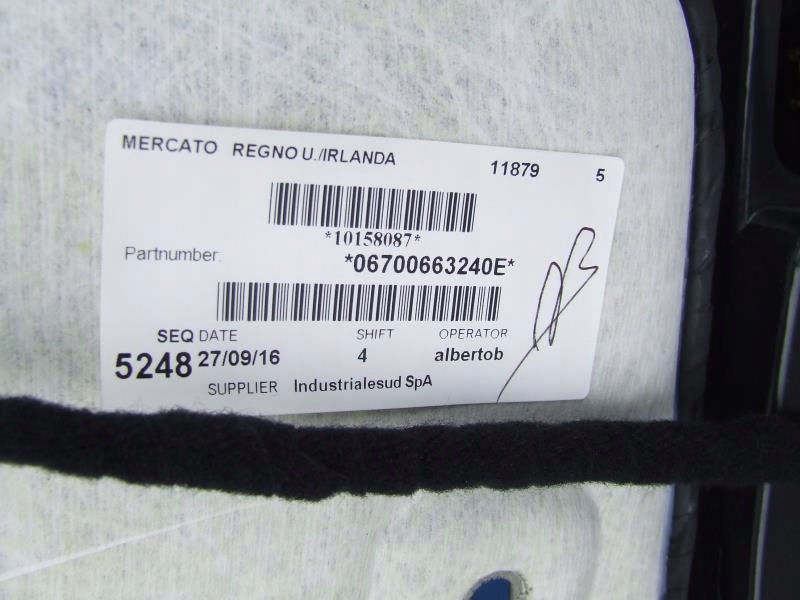 MERCATO REGNO U./IRLANDA 11879 5
*10158087*
Partnumber: *06700663240E*
SEQ DATE SHIFT OPERATOR
5248 27/09/16 4 albertob
SUPPLIER Industrialesud SpA